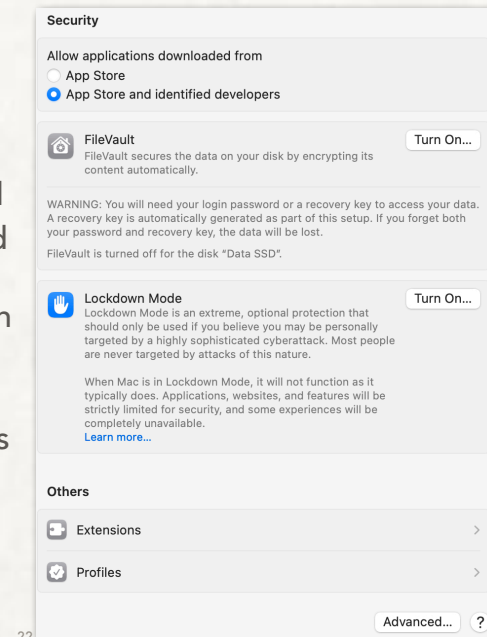 Security
Allow applications downloaded from
App Store
App Store and identified developers
FileVault
Turn On...
FileVault secures the data on your disk by encrypting its
content automatically.
WARNING: You will need your login password or a recovery key to access your data.
A recovery key is automatically generated as part of this setup. If you forget both
your password and recovery key, the data will be lost.
FileVault is turned off for the disk “Data SSD”.
Lockdown Mode
Turn On...
Lockdown Mode is an extreme, optional protection that
should only be used if you believe you may be personally
targeted by a highly sophisticated cyberattack. Most people
are never targeted by attacks of this nature.
When Mac is in Lockdown Mode, it will not function as it
typically does. Applications, websites, and features will be
strictly limited for security, and some experiences will be
completely unavailable.
Learn more...
Others
Extensions
Profiles
Advanced... ?